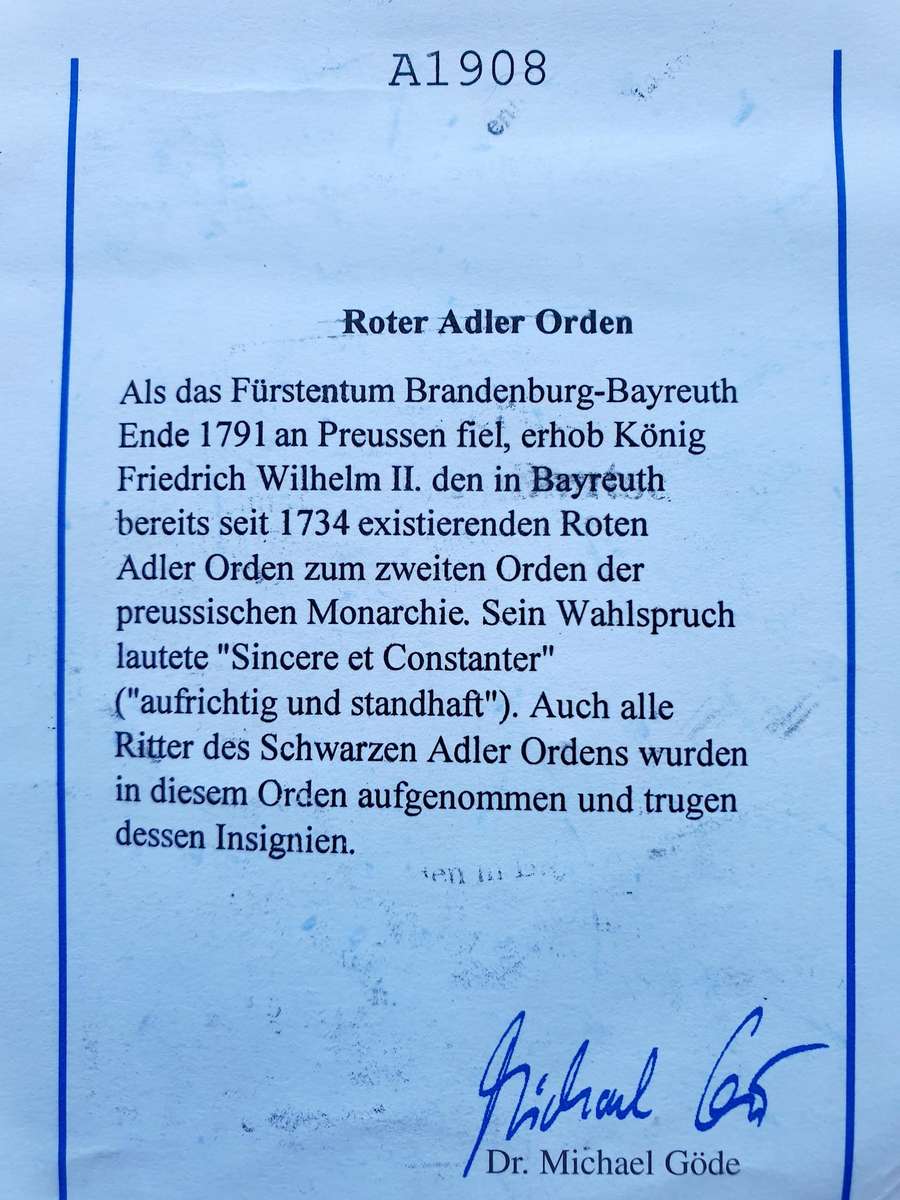 A1908
Roter Adler Orden
Als das Fürstentum Brandenburg-Bayreuth
Ende 1791 an Preussen fiel, erhob König
Friedrich Wilhelm II. den in Bayreuth
bereits seit 1734 existierenden Roten
Adler Orden zum zweiten Orden der
preussischen Monarchie. Sein Wahlspruch
lautete "Sincere et Constanter"
("aufrichtig und standhaft"). Auch alle
Ritter des Schwarzen Adler Ordens wurden
in diesem Orden aufgenommen und trugen
dessen Insignien.
Michael
Dr. Michael Göde